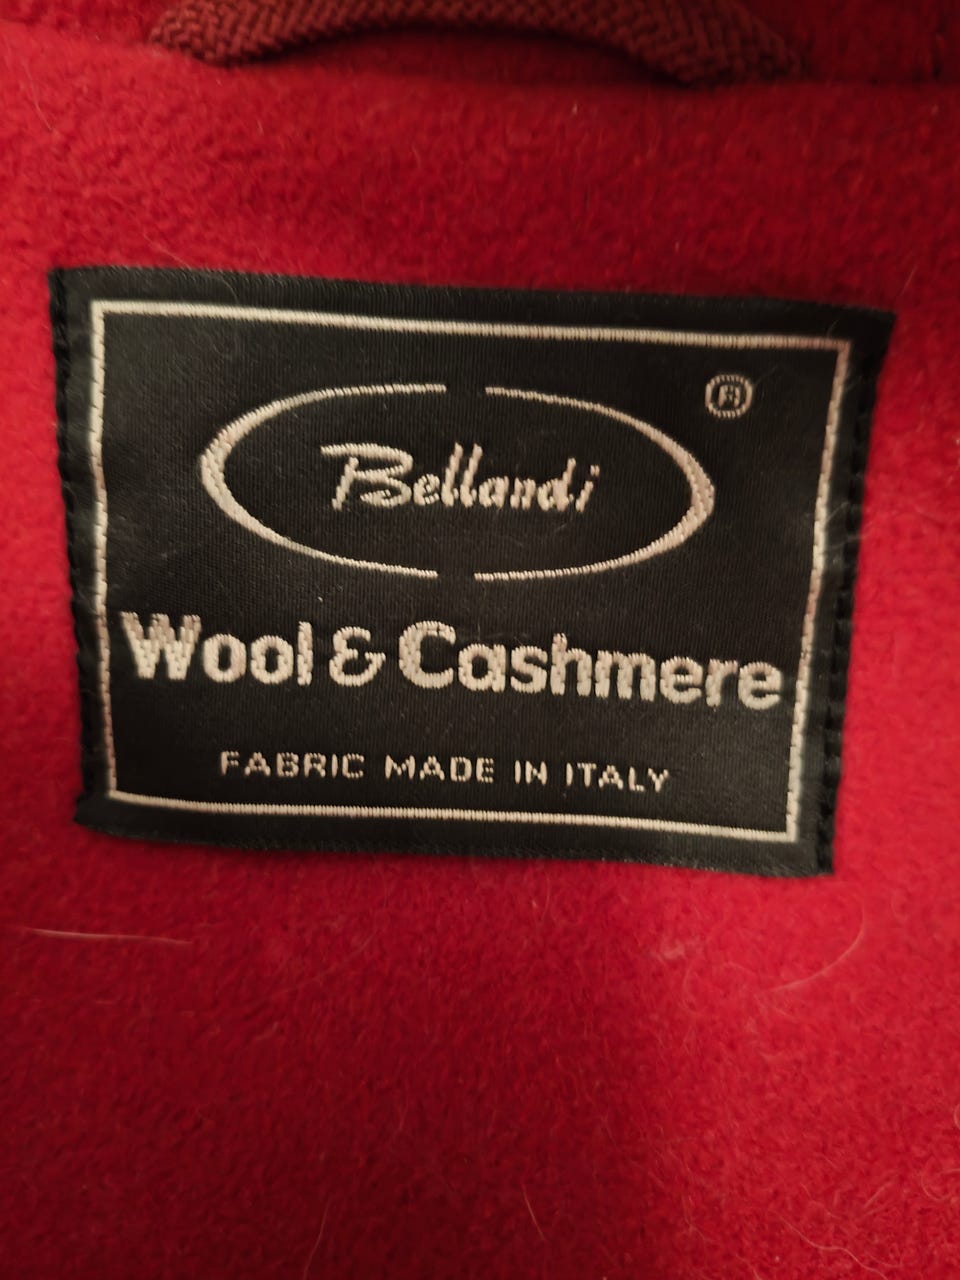 ®
Bellandi
Wool & Cashmere
FABRIC MADE IN ITALY